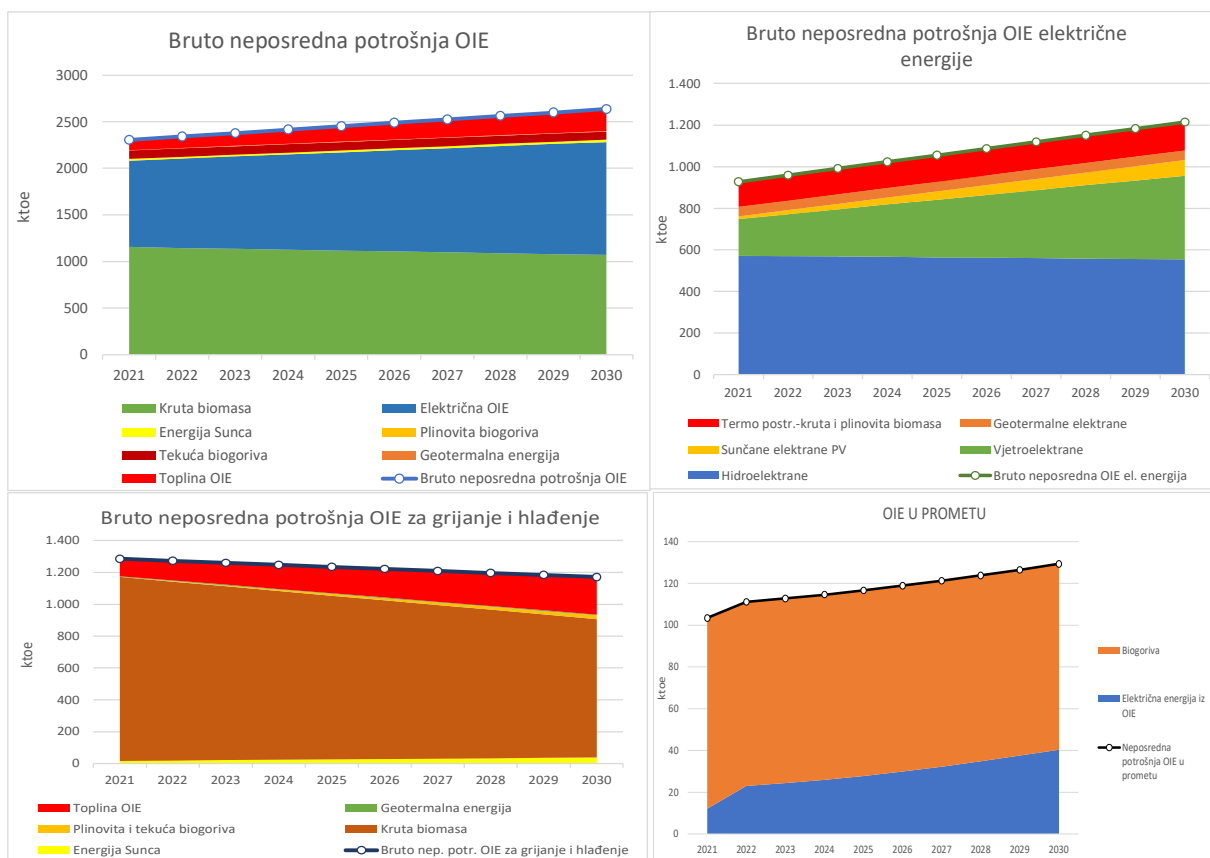 Bruto neposredna potrošnja OIE
3000
2500
2000
1500
1000
500
0
ktoe
2021 2022 2023 2024 2025 2026 2027 2028 2029 2030
Kruta biomasa Električna OIE
Energija Sunca Plinovita biogoriva
Tekuća biogoriva Geotermalna energija
Toplina OIE Bruto neposredna potrošnja OIE
Bruto neposredna potrošnja OIE električne
energije
1.400
1.200
1.000
800
600
400
200
0
ktoe
2021 2022 2023 2024 2025 2026 2027 2028 2029 2030
Termo postr.-kruta i plinovita biomasa Geotermalne elektrane
Sunčane elektrane PV Vjetroelektrane
Hidroelektrane Bruto neposredna OIE el. energija
Bruto neposredna potrošnja OIE za grijanje i hlađenje
1.400
1.200
1.000
800
600
400
200
0
ktoe
2021 2022 2023 2024 2025 2026 2027 2028 2029 2030
Toplina OIE Geotermalna energija
Plinovita i tekuća biogoriva Kruta biomasa
Energija Sunca Bruto nep. potr. OIE za grijanje i hlađenje
OIE U PROMETU
140
120
100
80
60
40
20
0
ktoe
2021 2022 2023 2024 2025 2026 2027 2028 2029 2030
Biogoriva
Električna energija iz
OIE
Neposredna
potrošnja OIE u
prometu